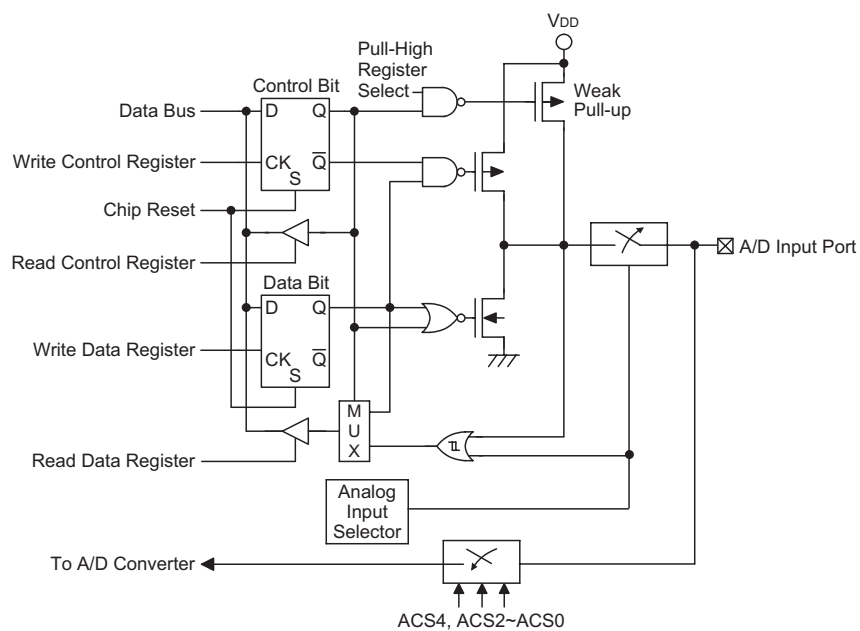 VDD
Pull-High
Register
Select
Control Bit
Weak
Pull-up
Data Bus
D
Q
Write Control Register
CK
Q
S
Chip Reset
Read Control Register
A/D Input Port
Data Bit
D
Q
Write Data Register
CK
Q
S
M
U
X
Read Data Register
Analog
Input
Selector
To A/D Converter
ACS4, ACS2~ACS0